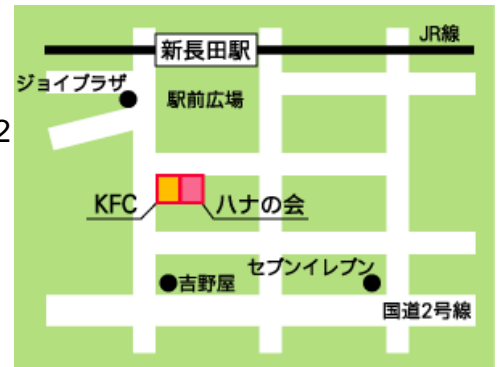 JR線
新長田駅
ジョイプラザ
駅前広場
2
KFC
ハナの会
セブンイレブン
吉野屋
国道2号線